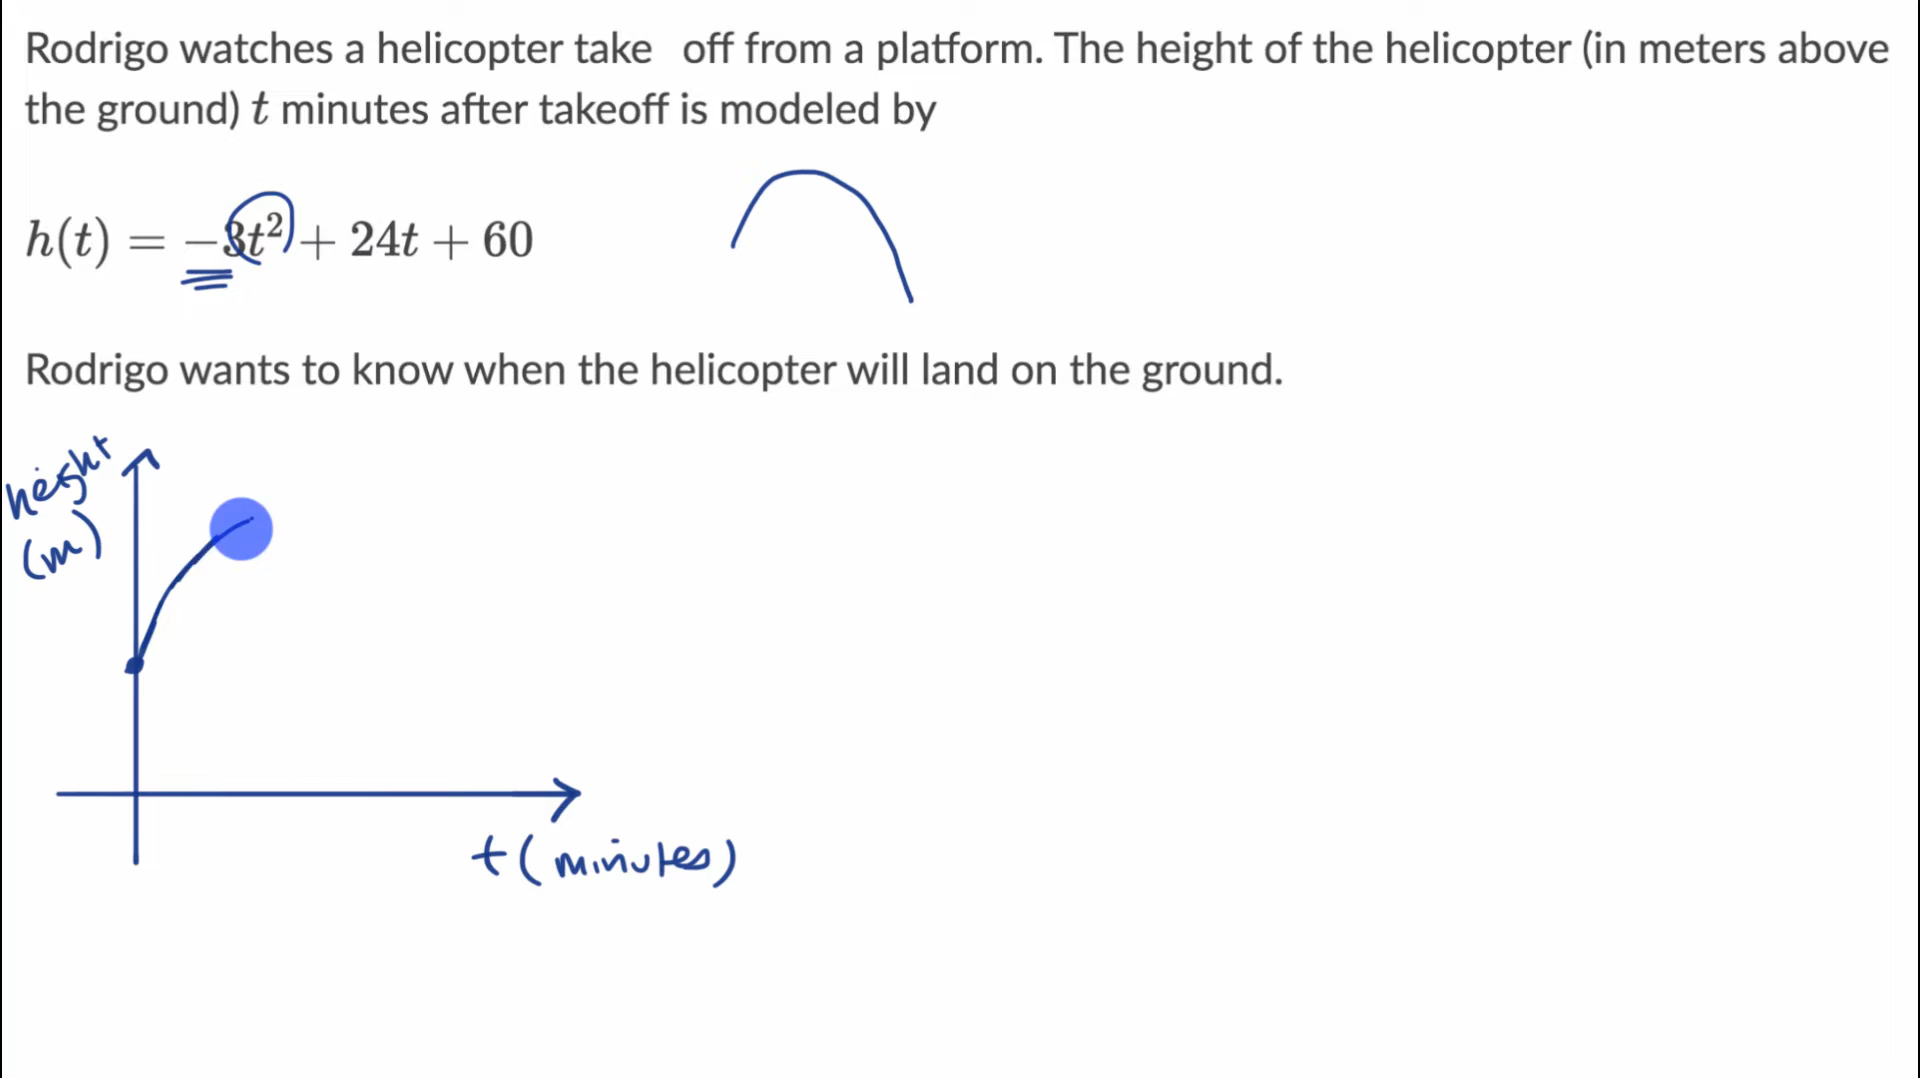 Rodrigo watches a helicopter take off from a platform. The height of the helicopter (in meters above
the ground) t minutes after takeoff is modeled by
h(t) = −3t² + 24t + 60
Rodrigo wants to know when the helicopter will land on the ground.
height
(m)
t (minutes)